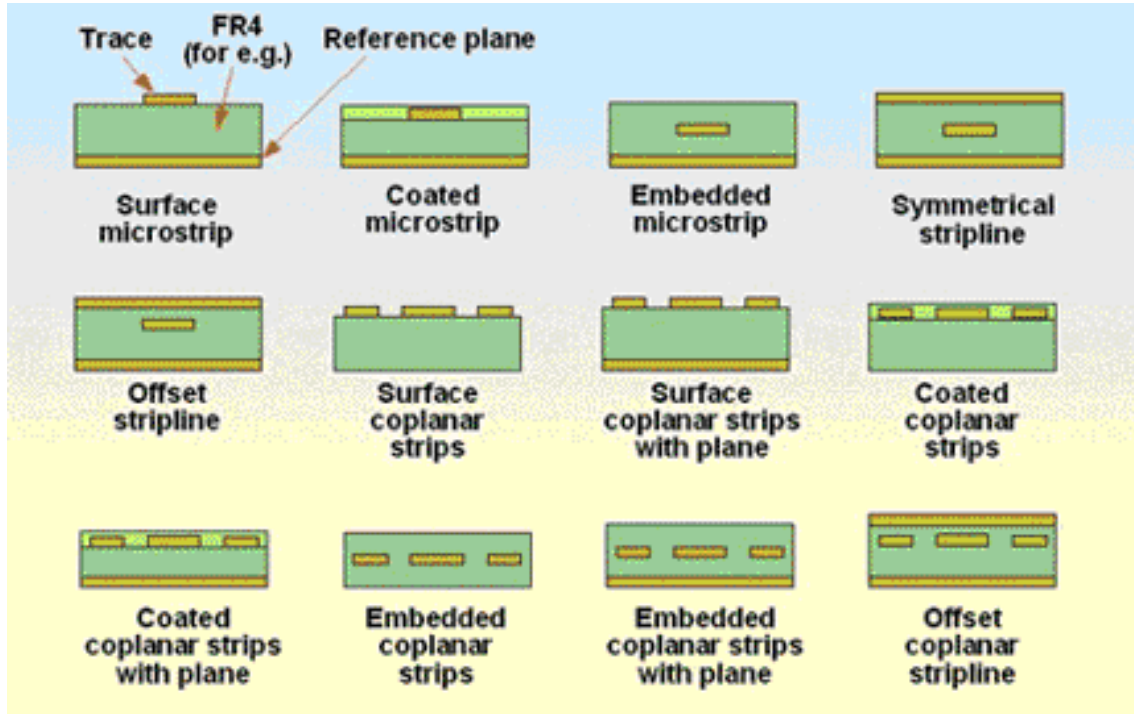 Trace
FR4
(for e.g.)
Reference plane
Surface
microstrip
Coated
microstrip
Embedded
microstrip
Symmetrical
stripline
Offset
stripline
Surface
coplanar
strips
Surface
coplanar strips
with plane
Coated
coplanar
strips
Coated
coplanar strips
with plane
Embedded
coplanar
strips
Embedded
coplanar strips
with plane
Offset
coplanar
stripline